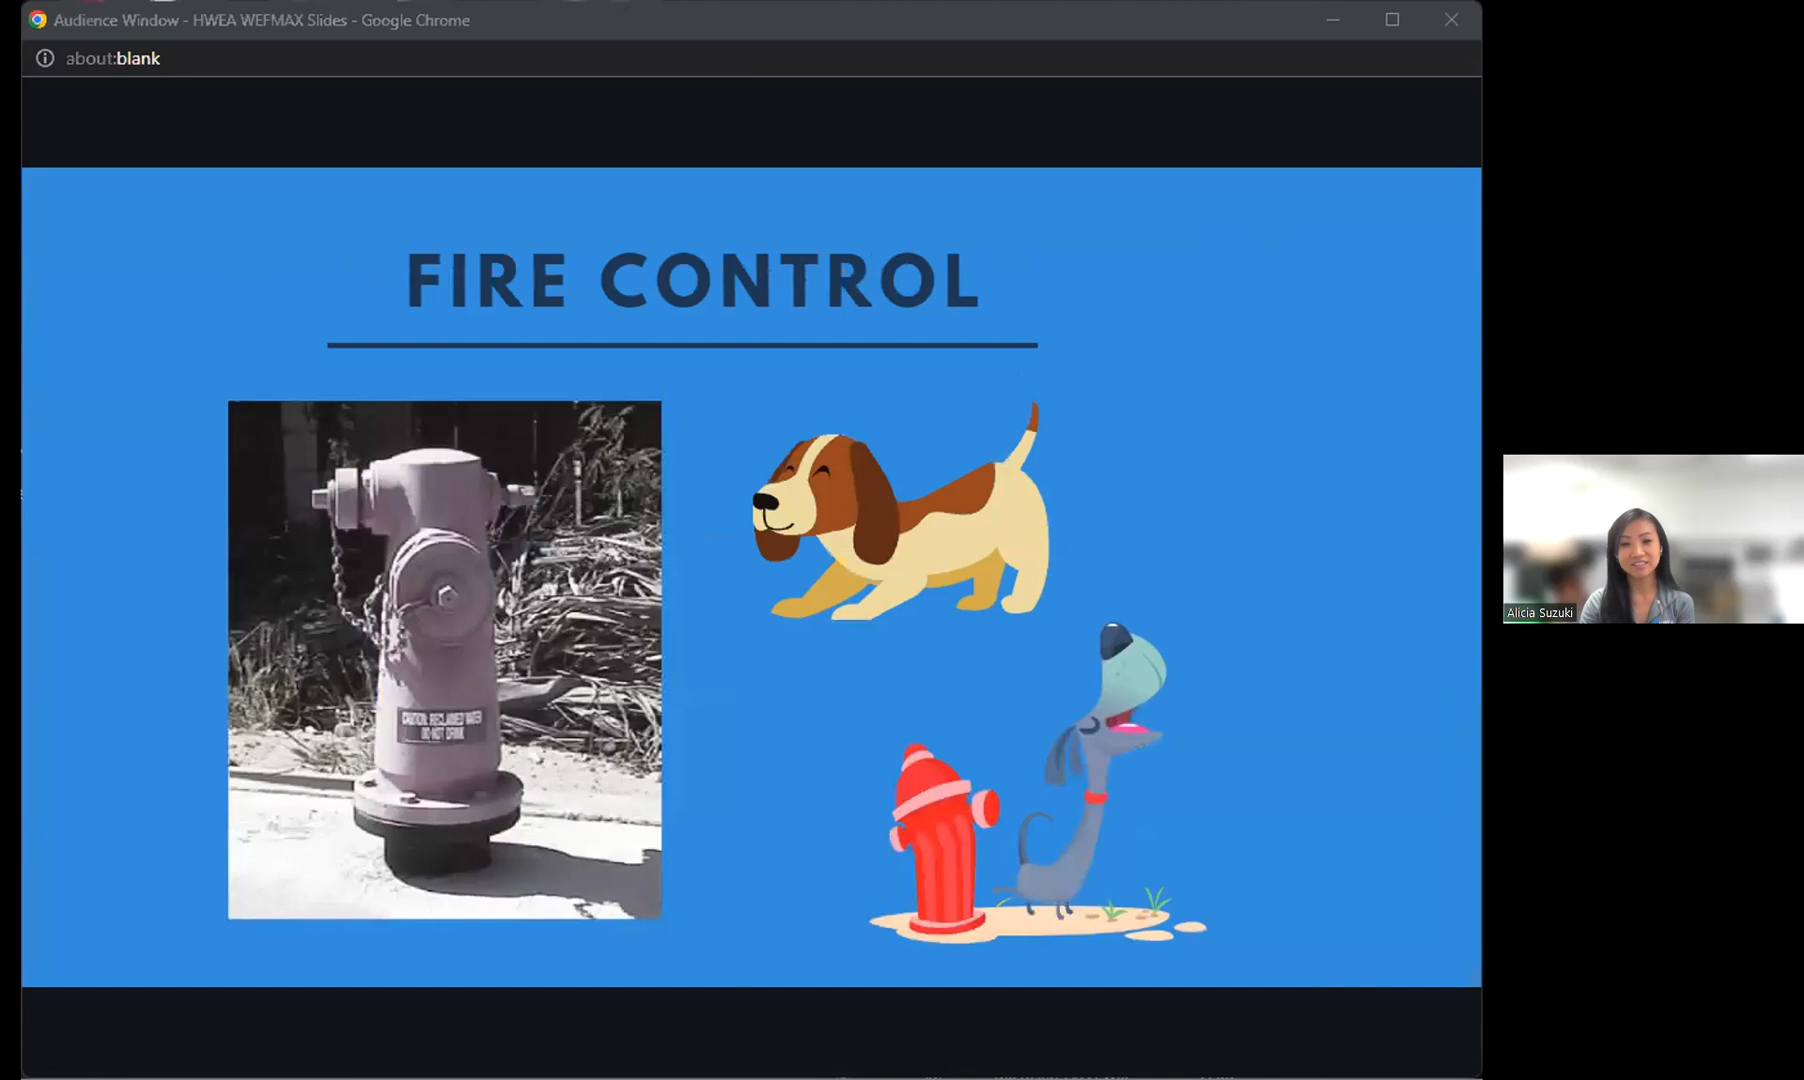 Audience Window - HWEA WEFMAX Slides - Google Chrome
about:blank
FIRE CONTROL
CAUTION: RECLAIMED WATER
DO NOT DRINK
Alicia Suzuki